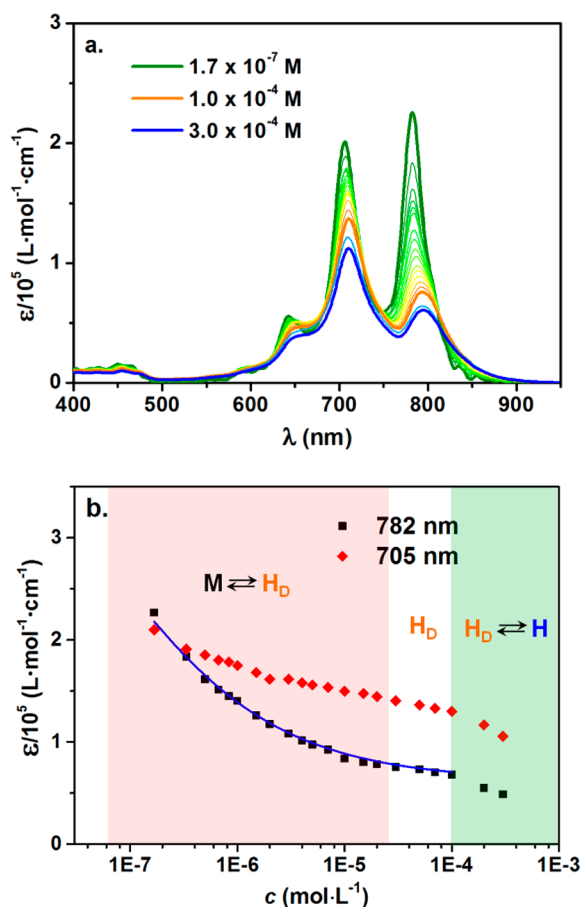 a.
1.7 x 10⁻⁷ M
1.0 x 10⁻⁴ M
3.0 x 10⁻⁴ M
ε/10⁵ (L·mol⁻¹·cm⁻¹)
3
2
1
0
400 500 600 700 800 900
λ (nm)
b.
782 nm
705 nm
M ⇌ H_D
H_D
H_D ⇌ H
ε/10⁵ (L·mol⁻¹·cm⁻¹)
3
2
1
0
1E-7 1E-6 1E-5 1E-4 1E-3
c (mol·L⁻¹)